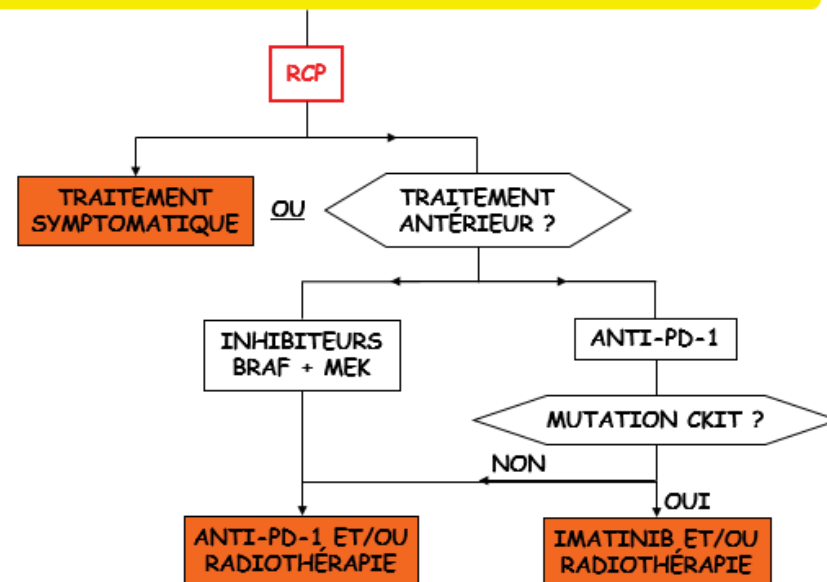 RCP
TRAITEMENT
SYMPTOMATIQUE
OU
TRAITEMENT
ANTÉRIEUR ?
INHIBITEURS
BRAF + MEK
ANTI-PD-1
MUTATION CKIT ?
NON
OUI
ANTI-PD-1 ET/OU
RADIOTHÉRAPIE
IMATINIB ET/OU
RADIOTHÉRAPIE